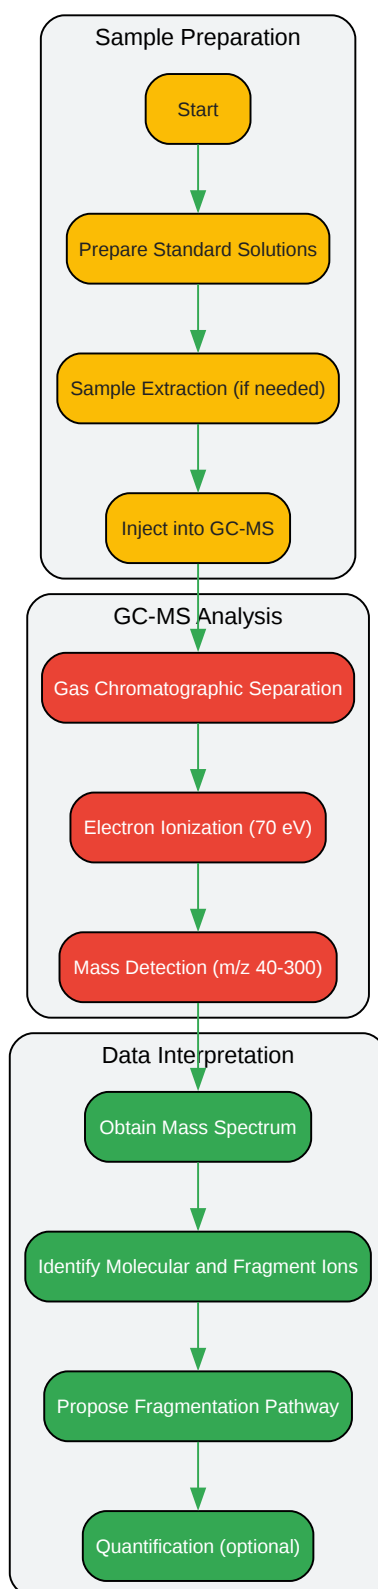 Sample Preparation
Start
Prepare Standard Solutions
Sample Extraction (if needed)
Inject into GC-MS
GC-MS Analysis
Gas Chromatographic Separation
Electron Ionization (70 eV)
Mass Detection (m/z 40-300)
Data Interpretation
Obtain Mass Spectrum
Identify Molecular and Fragment Ions
Propose Fragmentation Pathway
Quantification (optional)